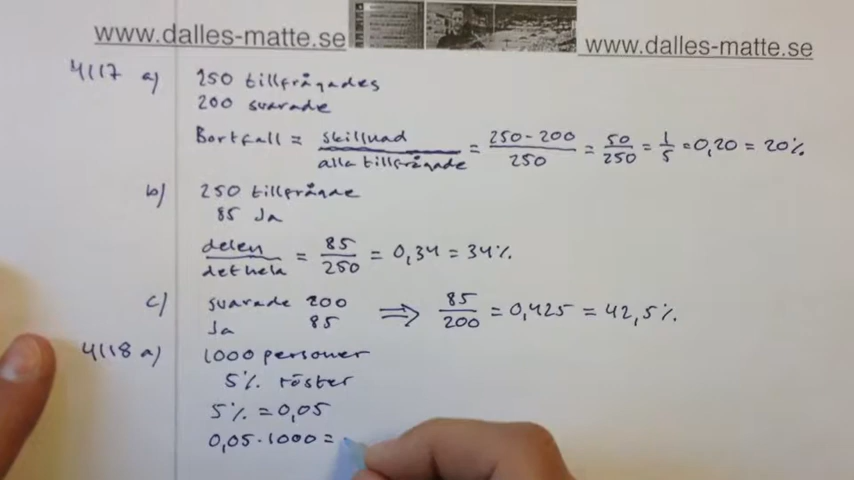 www.dalles-matte.se www.dalles-matte.se
4117 a) 250 tillfrågades
200 svarade
Bortfall = skillnad / alla tillfrågade = 250-200 / 250 = 50 / 250 = 1 / 5 = 0,20 = 20%
b) 250 tillfrågade
85 Ja
delen / det hela = 85 / 250 = 0,34 = 34%.
c) svarade 200
Ja 85 ⟹ 85 / 200 = 0,425 = 42,5%.
4118 a) 1000 personer
5% röster
5% = 0,05
0,05·1000 =